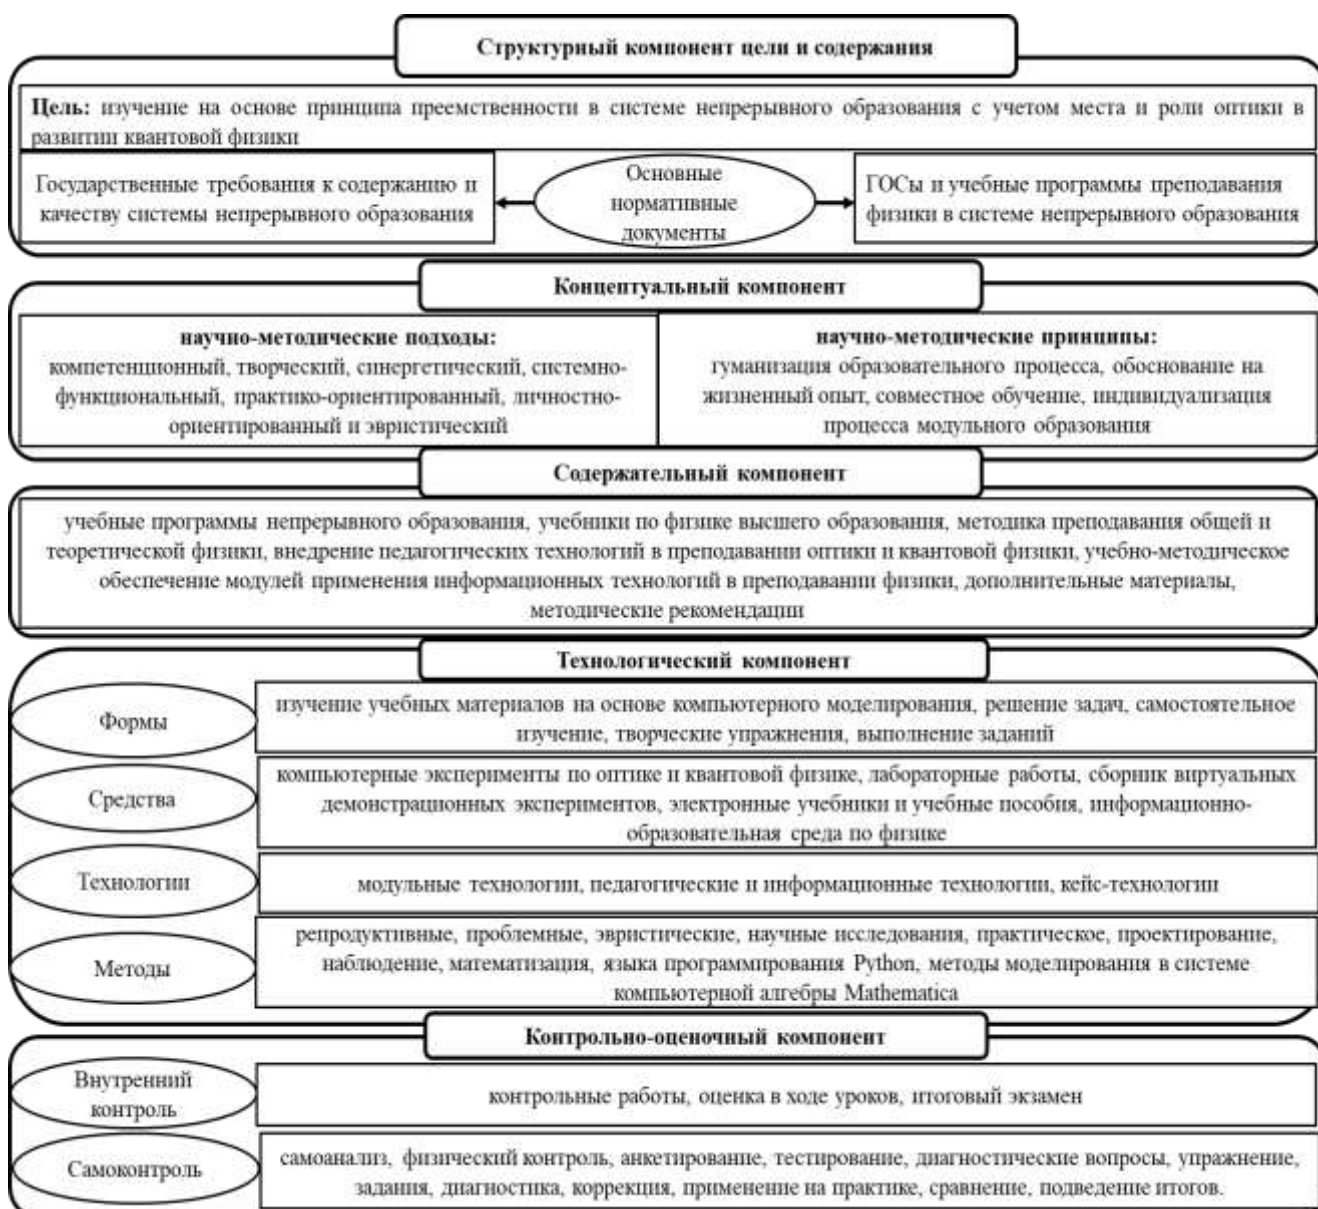 Структурный компонент цели и содержания
Цель: изучение на основе принципа преемственности в системе непрерывного образования с учетом места и роли оптики в
развитии квантовой физики
Государственные требования к содержанию и
качеству системы непрерывного образования
Основные
нормативные
документы
ГОСы и учебные программы преподавания
физики в системе непрерывного образования
Концептуальный компонент
научно-методические подходы:
компетенционный, творческий, синергетический, системно-
функциональный, практико-ориентированный, личностно-
ориентированный и эвристический
научно-методические принципы:
гуманизация образовательного процесса, обоснование на
жизненный опыт, совместное обучение, индивидуализация
процесса модульного образования
Содержательный компонент
учебные программы непрерывного образования, учебники по физике высшего образования, методика преподавания общей и
теоретической физики, внедрение педагогических технологий в преподавании оптики и квантовой физики, учебно-методическое
обеспечение модулей применения информационных технологий в преподавании физики, дополнительные материалы,
методические рекомендации
Технологический компонент
Формы
изучение учебных материалов на основе компьютерного моделирования, решение задач, самостоятельное
изучение, творческие упражнения, выполнение заданий
Средства
компьютерные эксперименты по оптике и квантовой физике, лабораторные работы, сборник виртуальных
демонстрационных экспериментов, электронные учебники и учебные пособия, информационно-
образовательная среда по физике
Технологии
модульные технологии, педагогические и информационные технологии, кейс-технологии
Методы
репродуктивные, проблемные, эвристические, научные исследования, практическое, проектирование,
наблюдение, математизация, языка программирования Python, методы моделирования в системе
компьютерной алгебры Mathematica
Контрольно-оценочный компонент
Внутренний
контроль
контрольные работы, оценка в ходе уроков, итоговый экзамен
Самоконтроль
самоанализ, физический контроль, анкетирование, тестирование, диагностические вопросы, упражнение,
задания, диагностика, коррекция, применение на практике, сравнение, подведение итогов.